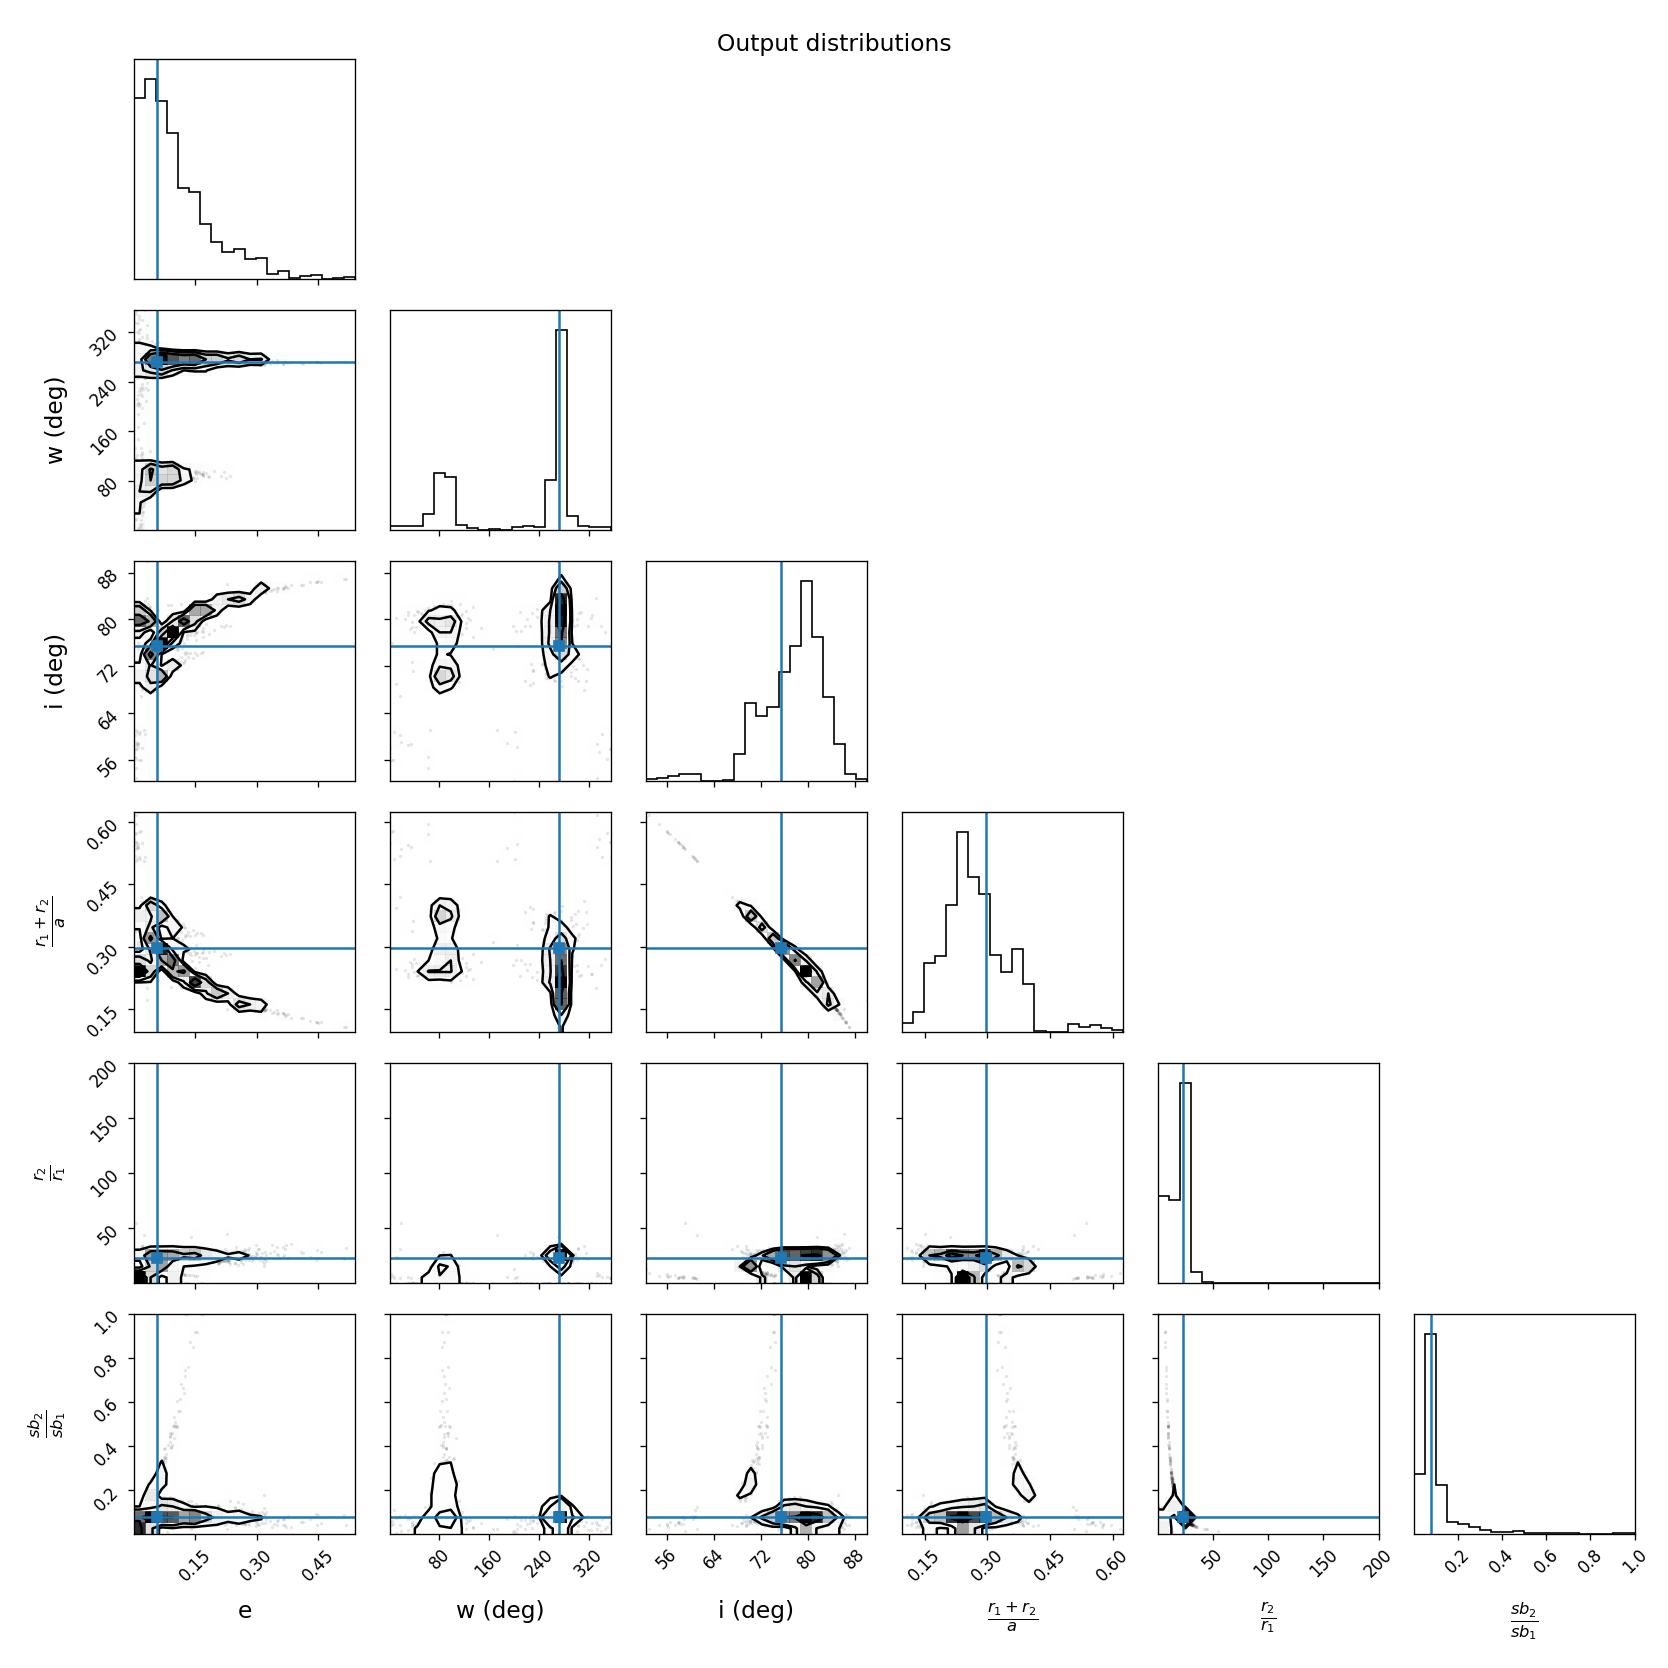 Output distributions
320
240
160
80
w (deg)
88
80
72
64
56
i (deg)
0.60
0.45
0.30
0.15
r₁ + r₂
a
200
150
100
50
r₂
r₁
1.0
0.8
0.6
0.4
0.2
sb₂
sb₁
0.15 0.30 0.45 80 160 240 320 56 64 72 80 88 0.15 0.30 0.45 0.60 50 100 150 200 0.2 0.4 0.6 0.8 1.0
e w (deg) i (deg)
r₁ + r₂
a
r₂
r₁
sb₂
sb₁